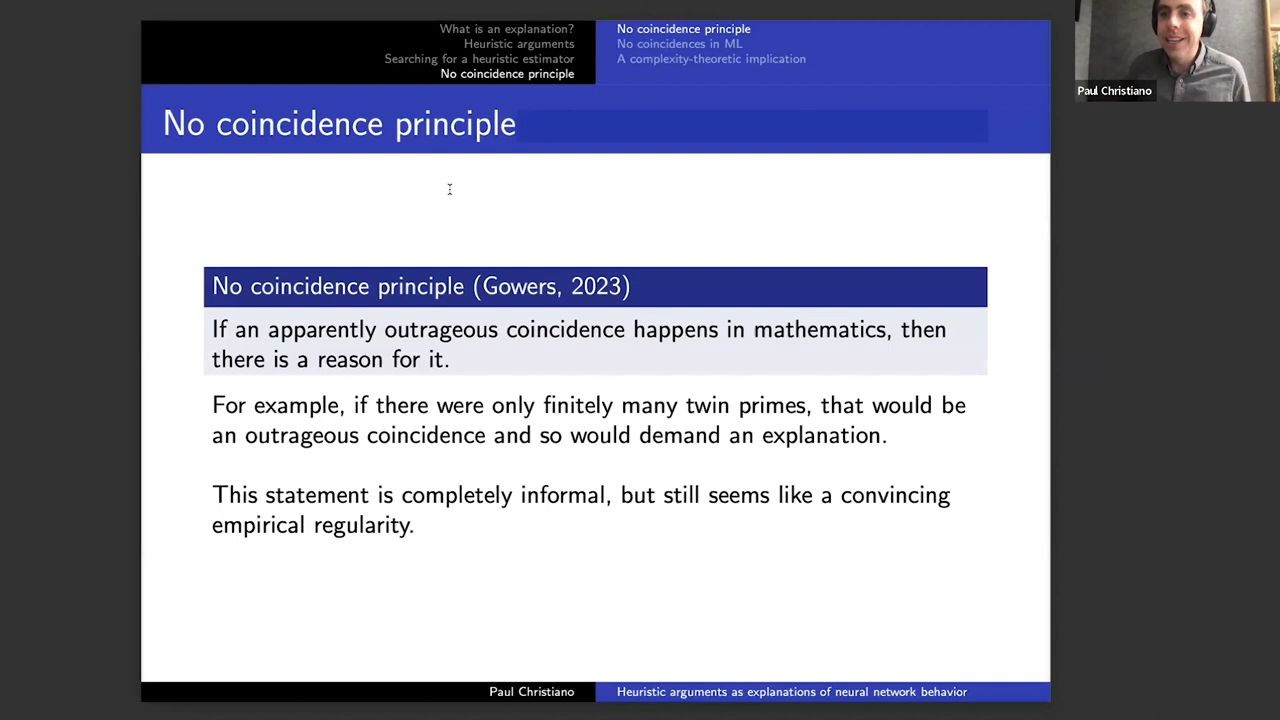 What is an explanation?
Heuristic arguments
Searching for a heuristic estimator
No coincidence principle
No coincidence principle
No coincidences in ML
A complexity-theoretic implication
Paul Christiano
No coincidence principle
No coincidence principle (Gowers, 2023)
If an apparently outrageous coincidence happens in mathematics, then
there is a reason for it.
For example, if there were only finitely many twin primes, that would be
an outrageous coincidence and so would demand an explanation.
This statement is completely informal, but still seems like a convincing
empirical regularity.
Paul Christiano
Heuristic arguments as explanations of neural network behavior